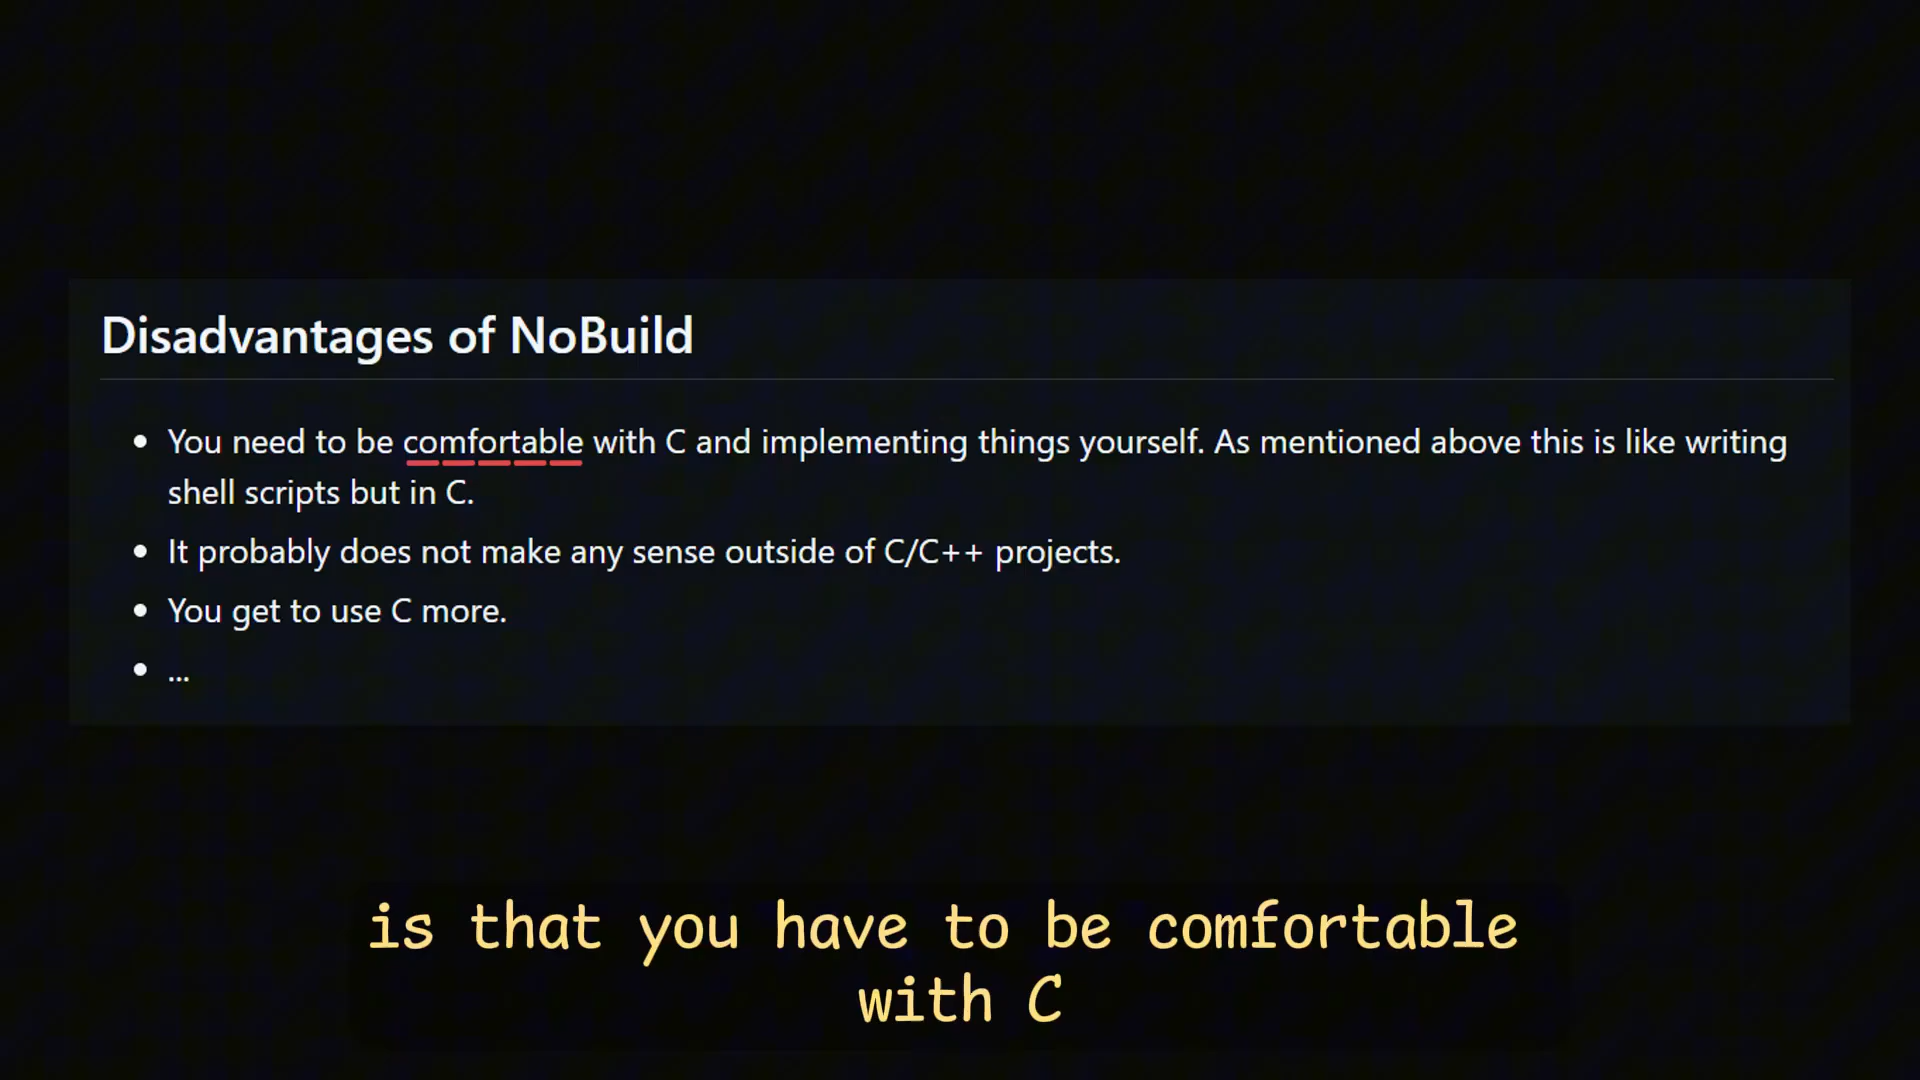 Disadvantages of NoBuild
• You need to be comfortable with C and implementing things yourself. As mentioned above this is like writing
shell scripts but in C.
• It probably does not make any sense outside of C/C++ projects.
• You get to use C more.
• ...
is that you have to be comfortable
with C